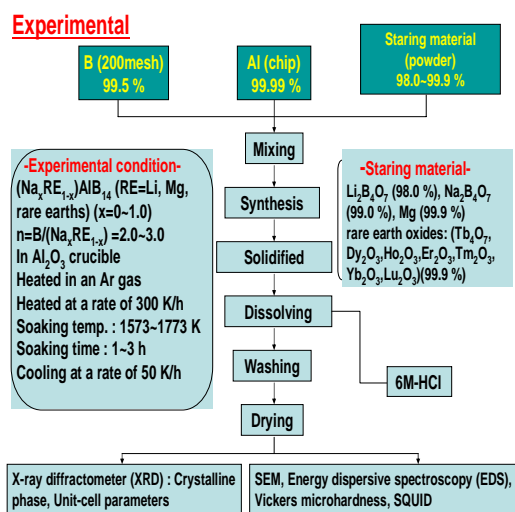 Experimental
B (200mesh)
99.5 %
Al (chip)
99.99 %
Staring material
(powder)
98.0~99.9 %
Mixing
-Experimental condition-
(NaₓRE₁₋ₓ)AlB₁₄ (RE=Li, Mg,
rare earths) (x=0~1.0)
n=B/(NaₓRE₁₋ₓ) =2.0~3.0
In Al₂O₃ crucible
Heated in an Ar gas
Heated at a rate of 300 K/h
Soaking temp. : 1573~1773 K
Soaking time : 1~3 h
Cooling at a rate of 50 K/h
Synthesis
-Staring material-
Li₂B₄O₇ (98.0 %), Na₂B₄O₇
(99.0 %), Mg (99.9 %)
rare earth oxides: (Tb₄O₇,
Dy₂O₃,Ho₂O₃,Er₂O₃,Tm₂O₃,
Yb₂O₃,Lu₂O₃)(99.9 %)
Solidified
Dissolving
Washing
6M-HCl
Drying
X-ray diffractometer (XRD) : Crystalline
phase, Unit-cell parameters
SEM, Energy dispersive spectroscopy (EDS),
Vickers microhardness, SQUID